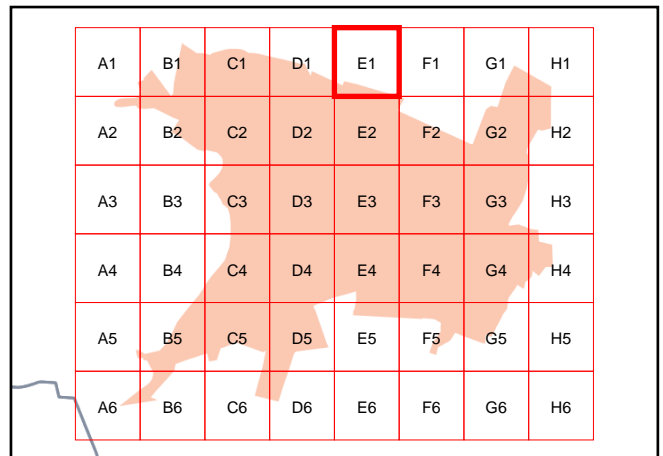 A1 B1 C1 D1 E1 F1 G1 H1
A2 B2 C2 D2 E2 F2 G2 H2
A3 B3 C3 D3 E3 F3 G3 H3
A4 B4 C4 D4 E4 F4 G4 H4
A5 B5 C5 D5 E5 F5 G5 H5
A6 B6 C6 D6 E6 F6 G6 H6